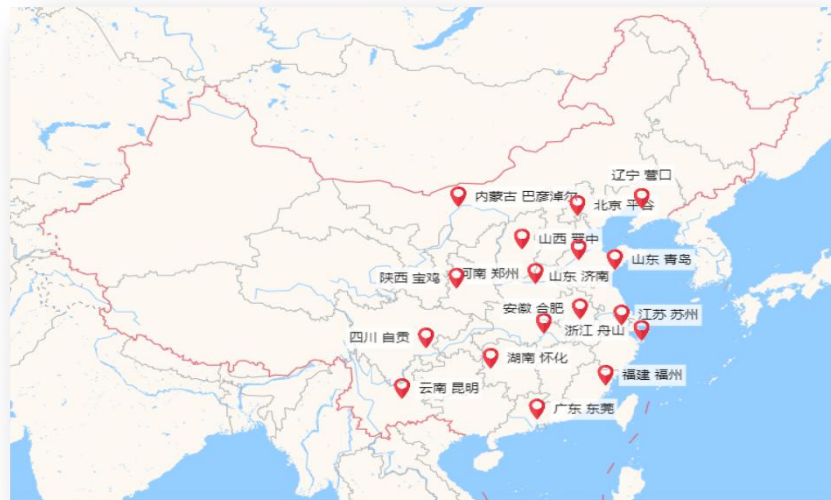 辽宁 营口
内蒙古 巴彦淖尔
北京 平谷
山西 晋中
山东 青岛
河南 郑州
山东 济南
陕西 宝鸡
安徽 合肥
江苏 苏州
浙江 舟山
四川 自贡
湖南 怀化
福建 福州
云南 昆明
广东 东莞